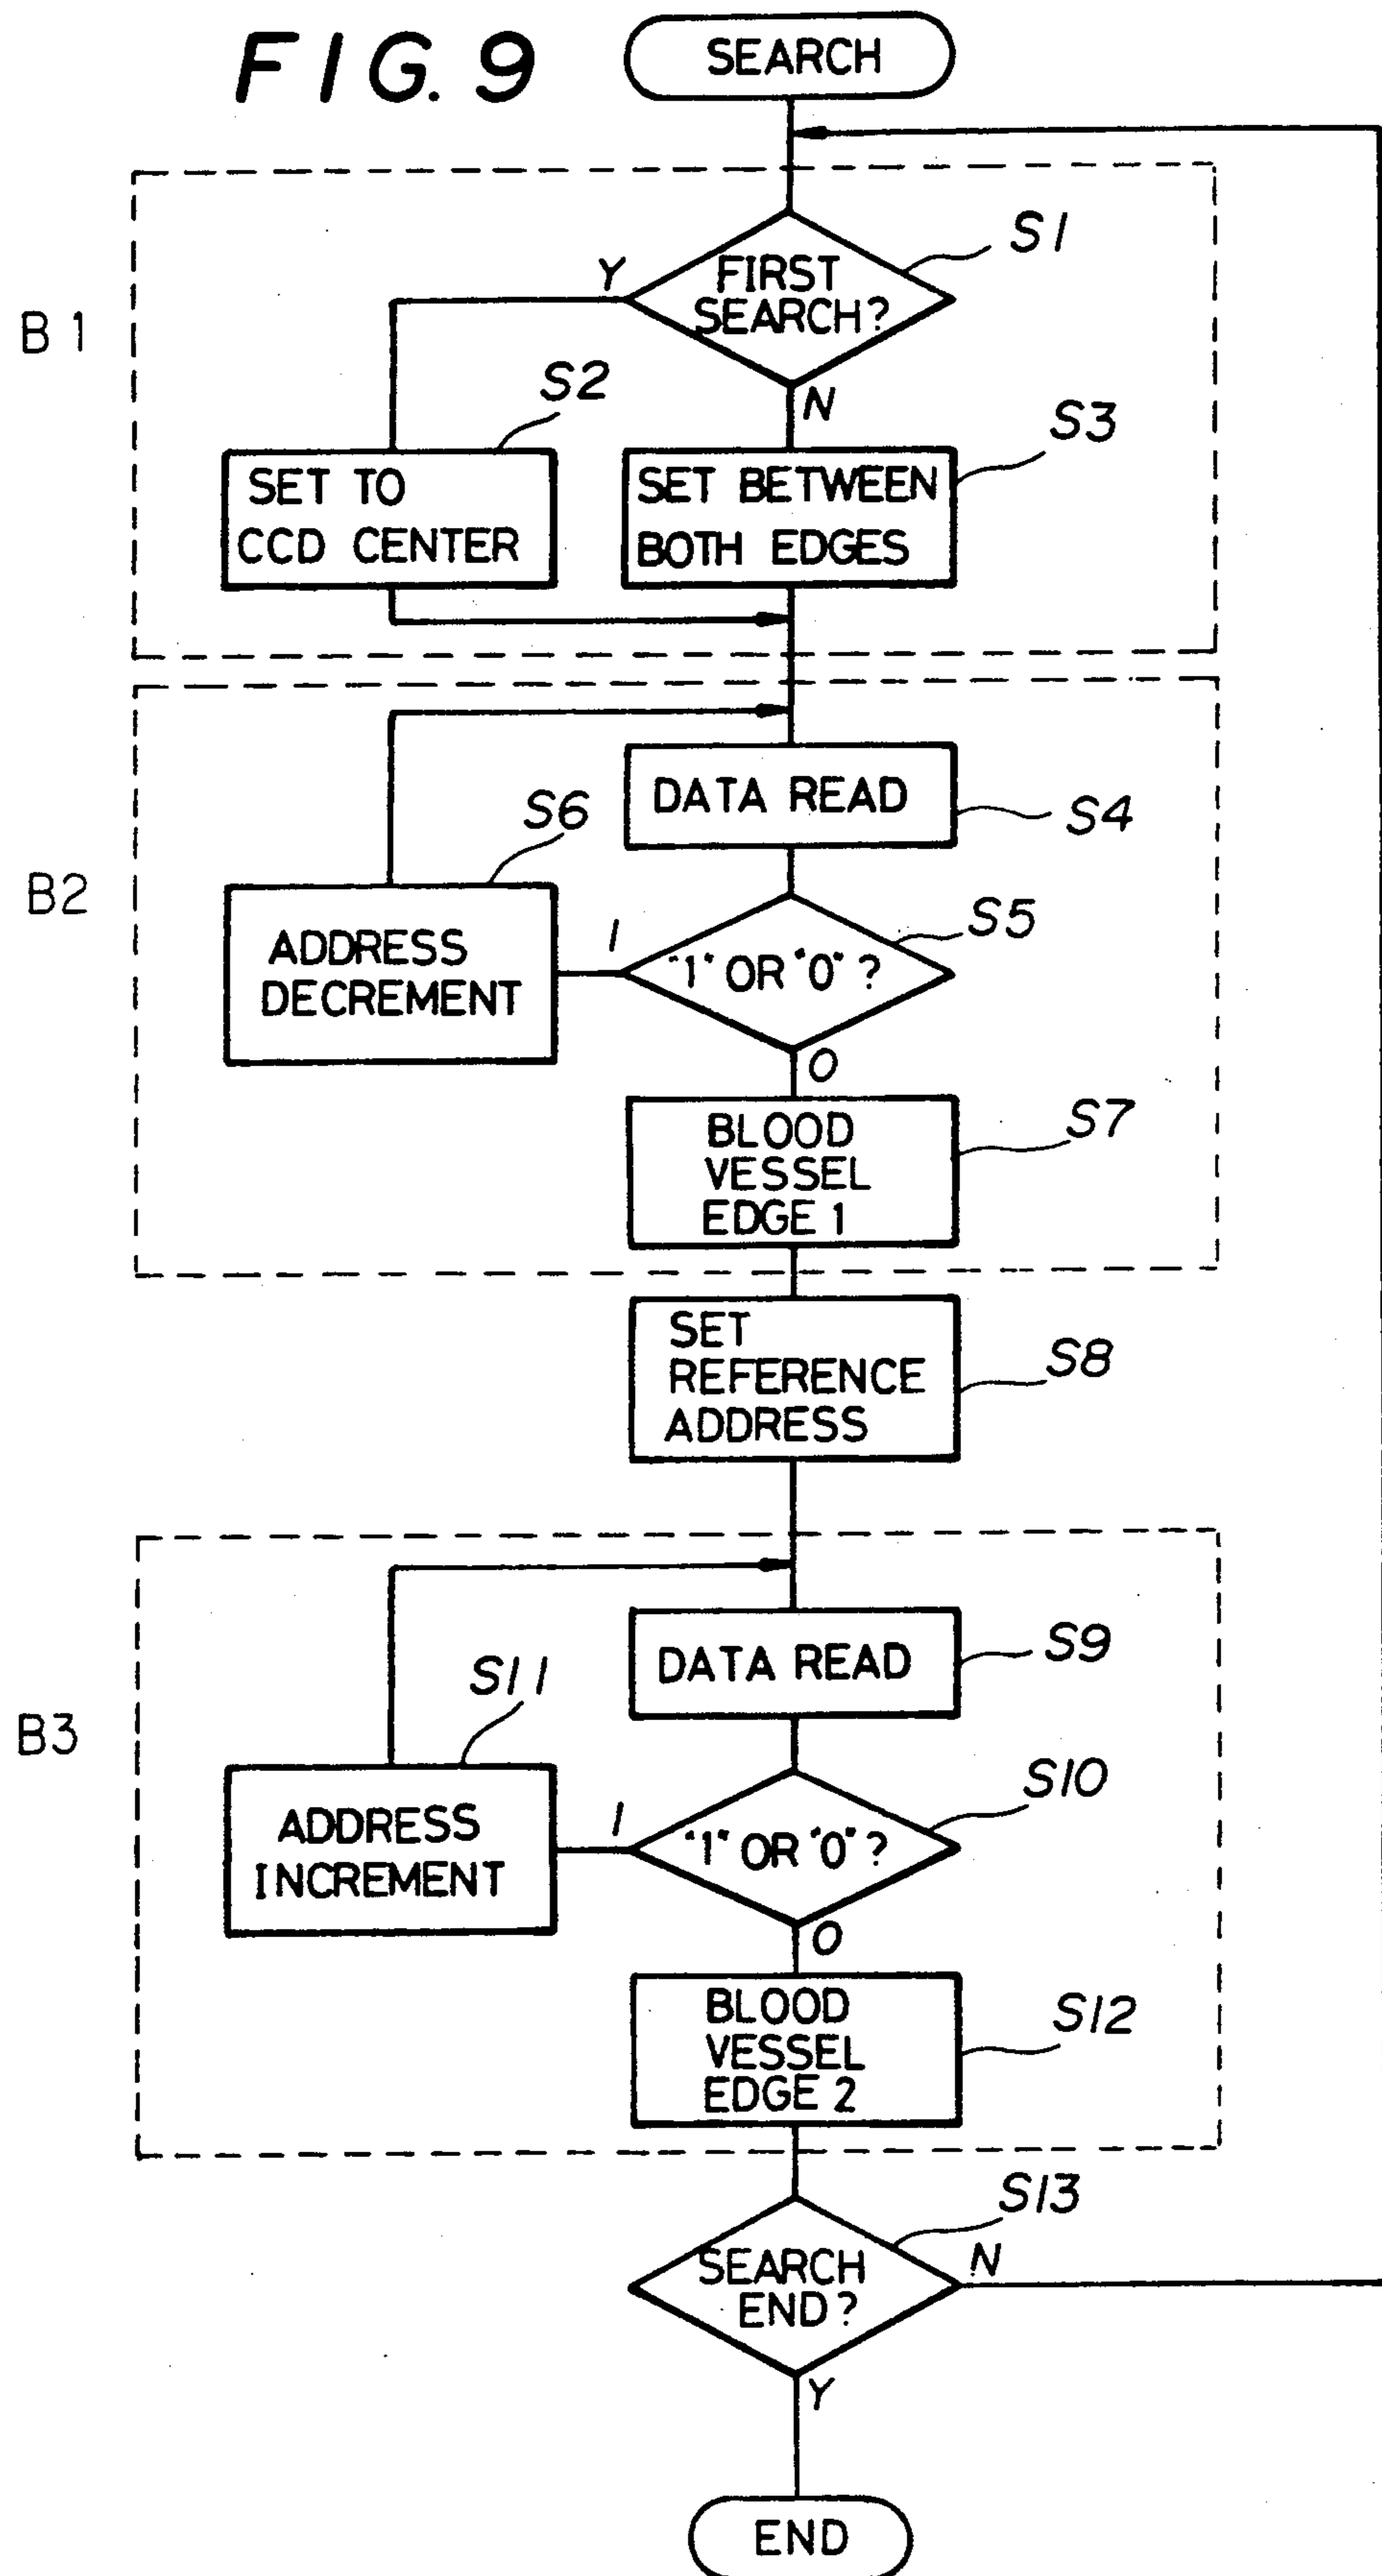 FIG. 9
SEARCH
B1
S1
Y
FIRST
SEARCH?
N
S2
S3
SET TO
CCD CENTER
SET BETWEEN
BOTH EDGES
B2
DATA READ
S4
S6
ADDRESS
DECREMENT
1
"1" OR "0"?
S5
0
BLOOD
VESSEL
EDGE 1
S7
SET
REFERENCE
ADDRESS
S8
B3
DATA READ
S9
S11
ADDRESS
INCREMENT
1
"1" OR "0"?
S10
0
BLOOD
VESSEL
EDGE 2
S12
S13
SEARCH
END?
N
Y
END